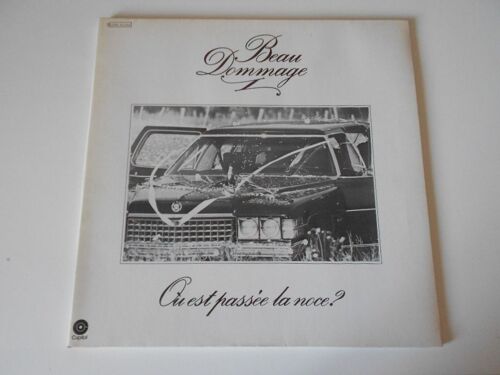 Beau
Dommage
Où est passée la noce?
Capitol